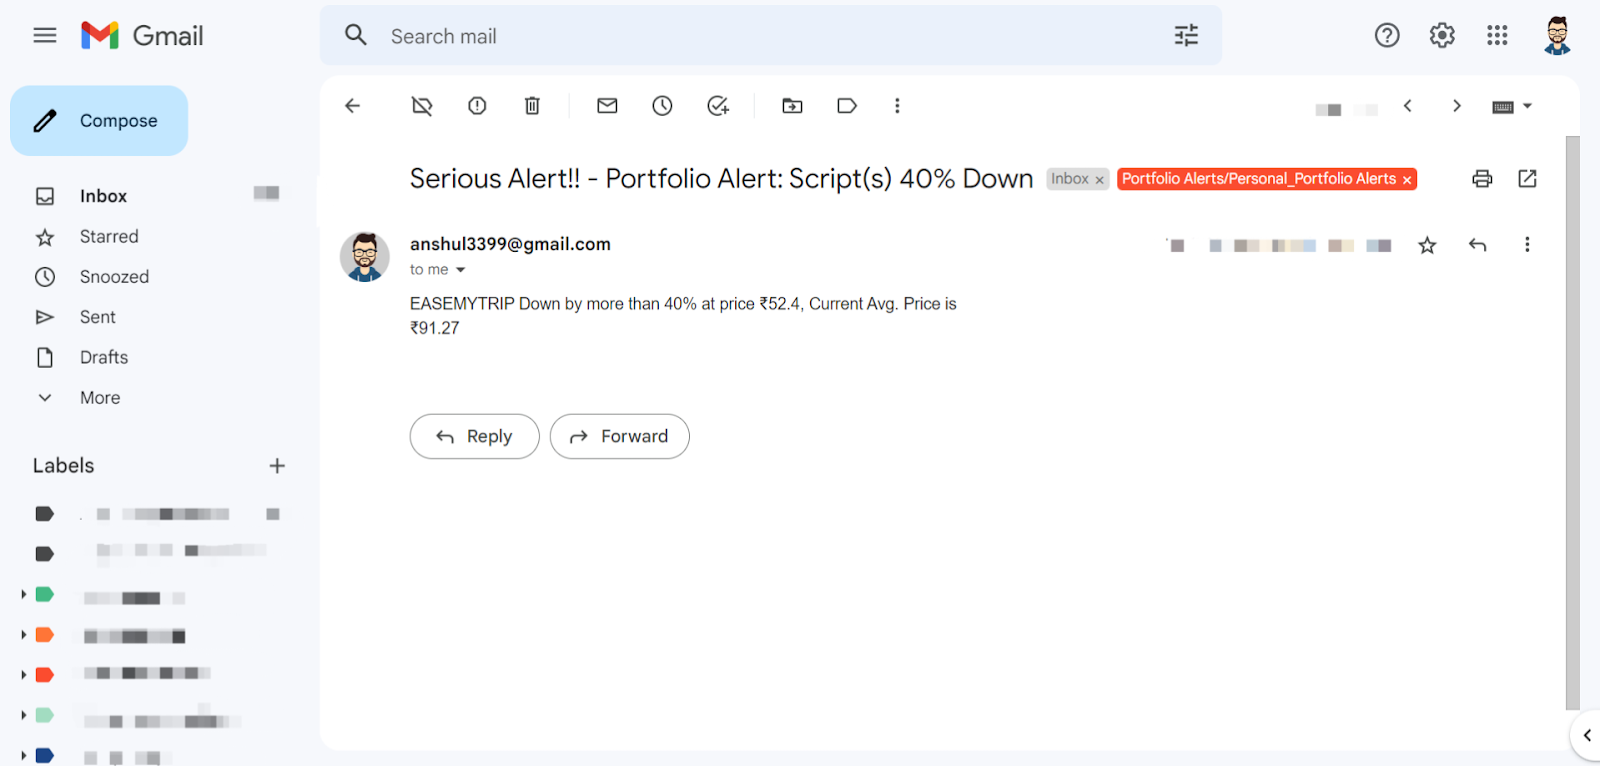 Gmail
Search mail
Compose
Inbox
Starred
Snoozed
Sent
Drafts
More
Labels
Serious Alert!! - Portfolio Alert: Script(s) 40% Down Inbox × Portfolio Alerts/Personal_Portfolio Alerts ×
anshul3399@gmail.com
to me
EASEMYTRIP Down by more than 40% at price ₹52.4, Current Avg. Price is
₹91.27
Reply Forward